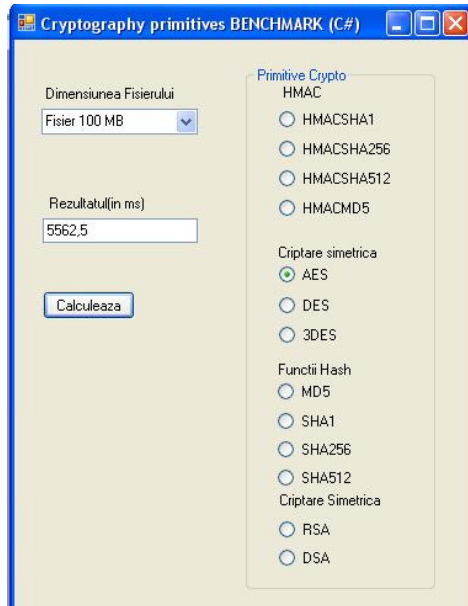 Cryptography primitives BENCHMARK (C#)
Dimensiunea Fisierului
Fisier 100 MB
Rezultatul(in ms)
5562,5
Calculeaza
Primitive Crypto
HMAC
HMACSHA1
HMACSHA256
HMACSHA512
HMACMD5
Criptare simetrica
AES
DES
3DES
Functii Hash
MD5
SHA1
SHA256
SHA512
Criptare Simetrica
RSA
DSA